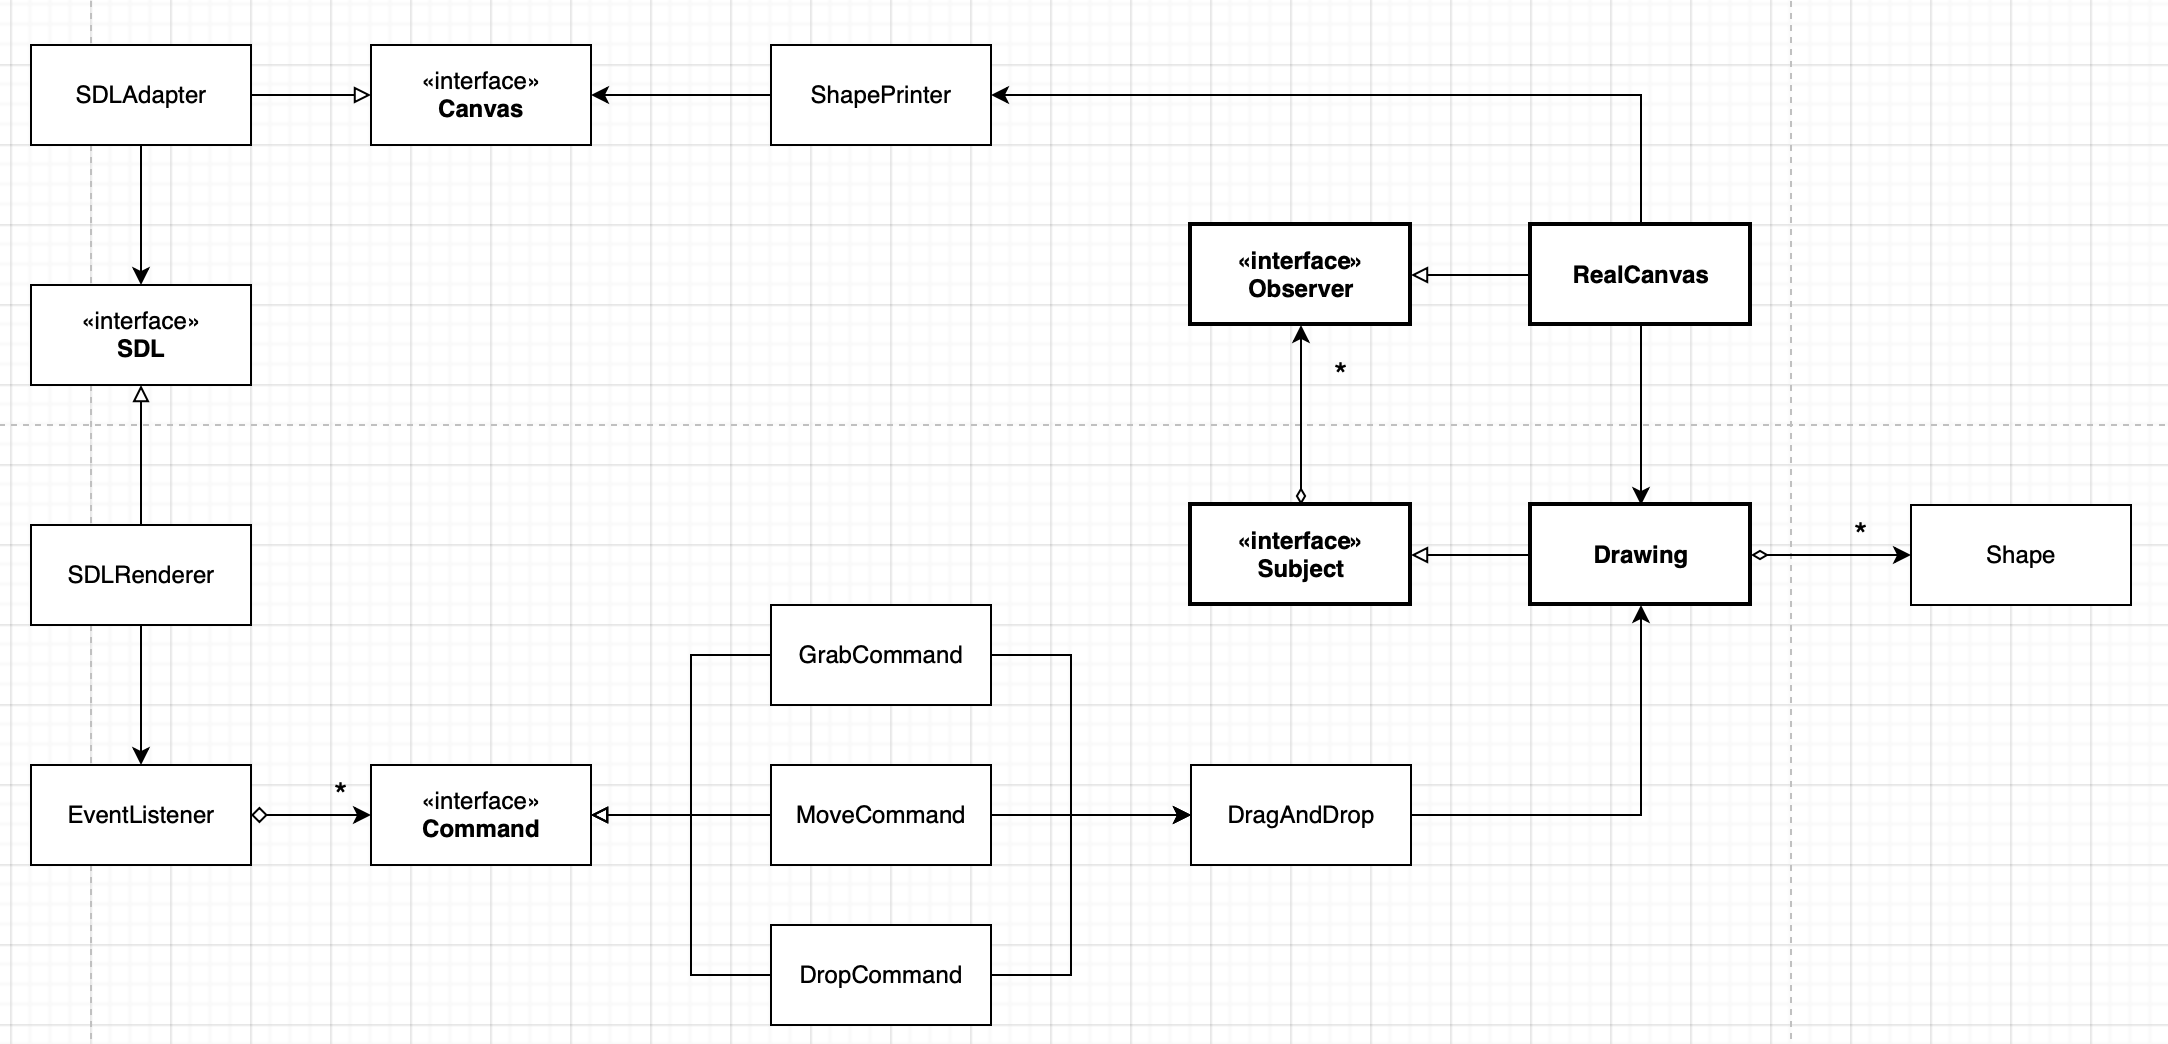 SDLAdapter
«interface»
Canvas
ShapePrinter
«interface»
Observer
RealCanvas
«interface»
SDL
*
SDLRenderer
«interface»
Subject
Drawing
*
Shape
GrabCommand
EventListener
*
«interface»
Command
MoveCommand
DragAndDrop
DropCommand